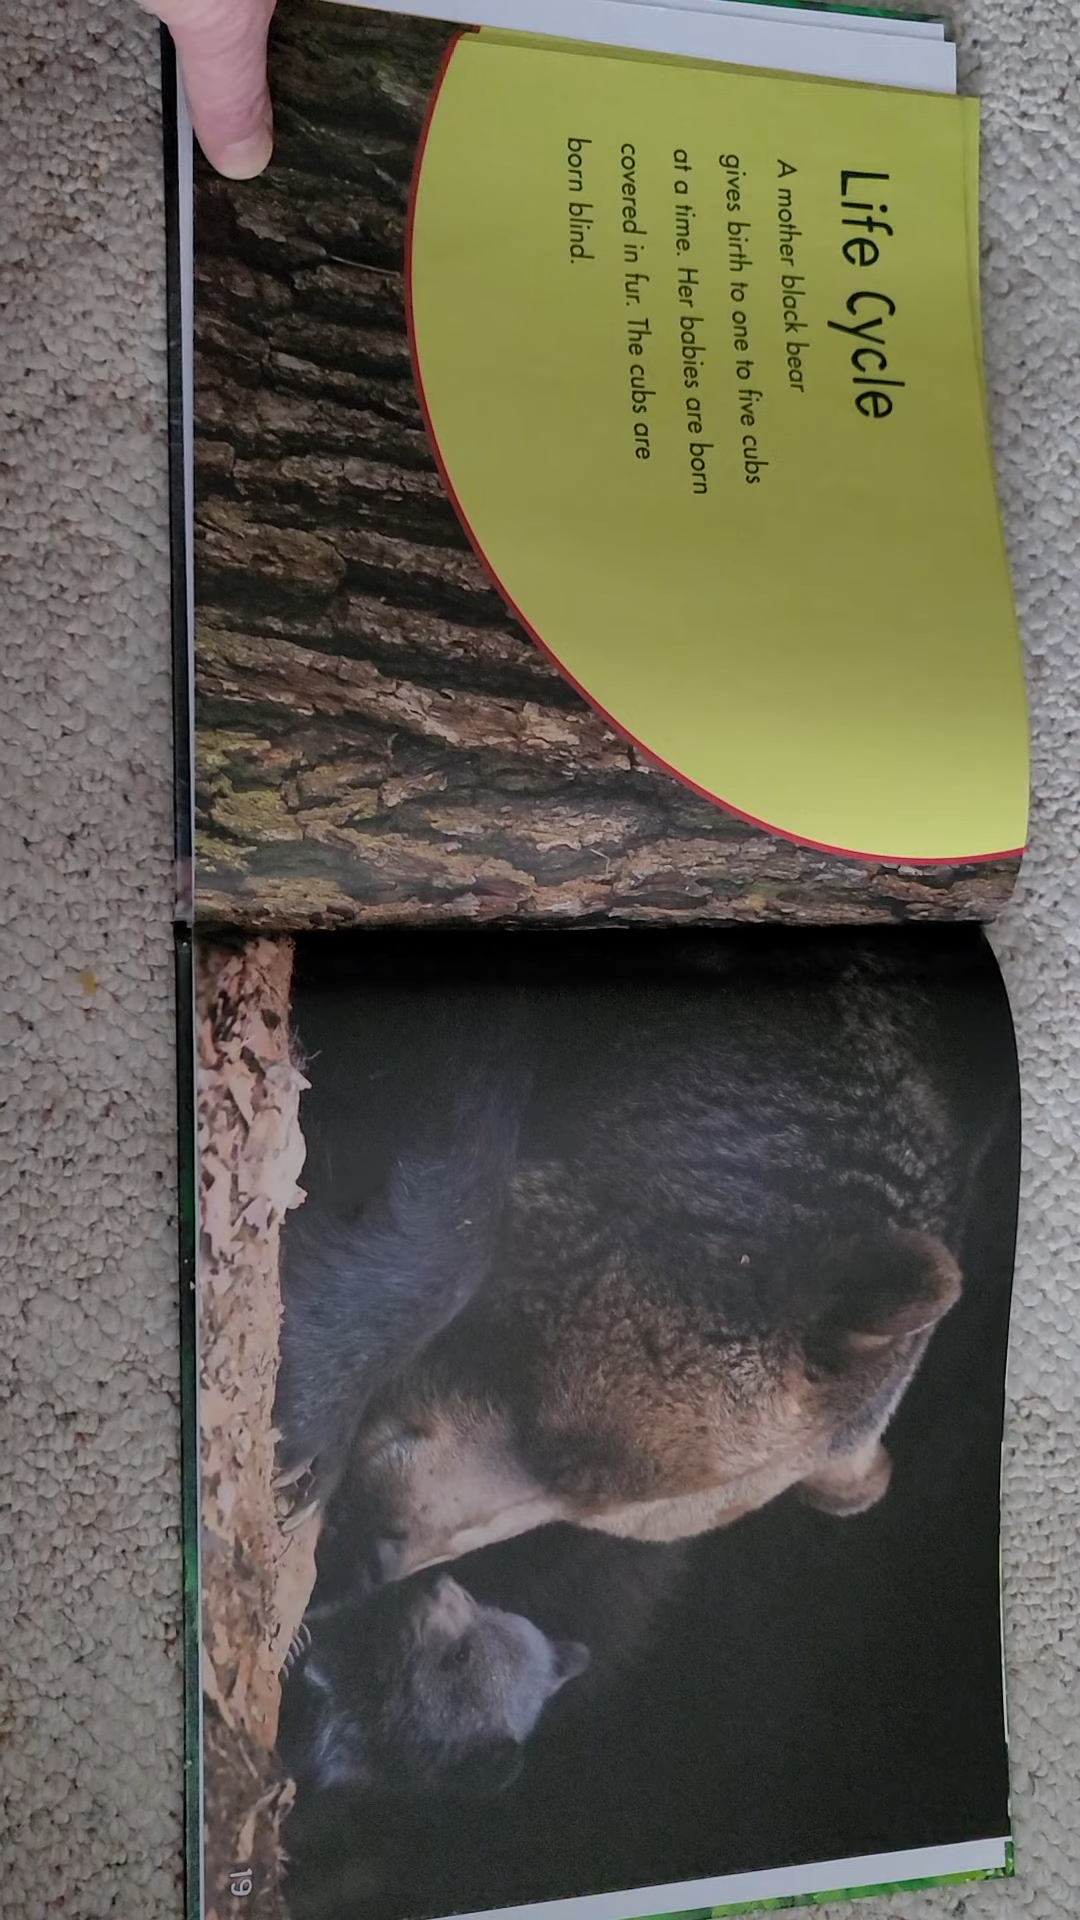 Life Cycle
A mother black bear
gives birth to one to five cubs
at a time. Her babies are born
covered in fur. The cubs are
born blind.
19